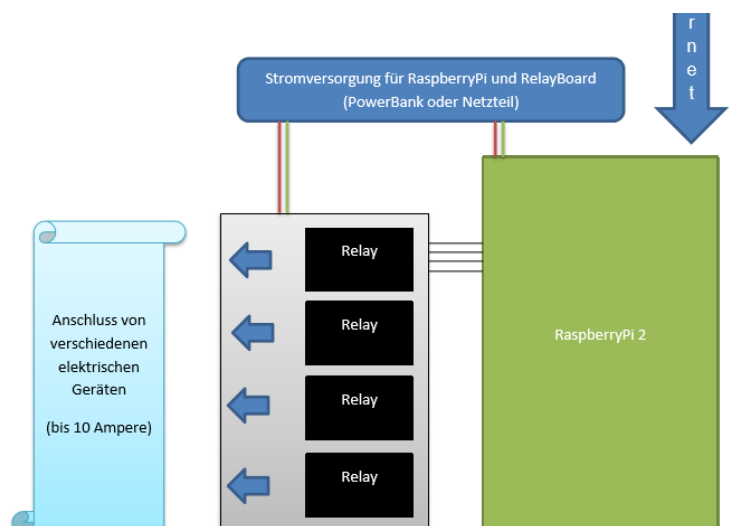 r
n
e
t
Stromversorgung für RaspberryPi und RelayBoard
(PowerBank oder Netzteil)
Relay
Relay
Relay
Relay
Anschluss von
verschiedenen
elektrischen
Geräten
(bis 10 Ampere)
RaspberryPi 2